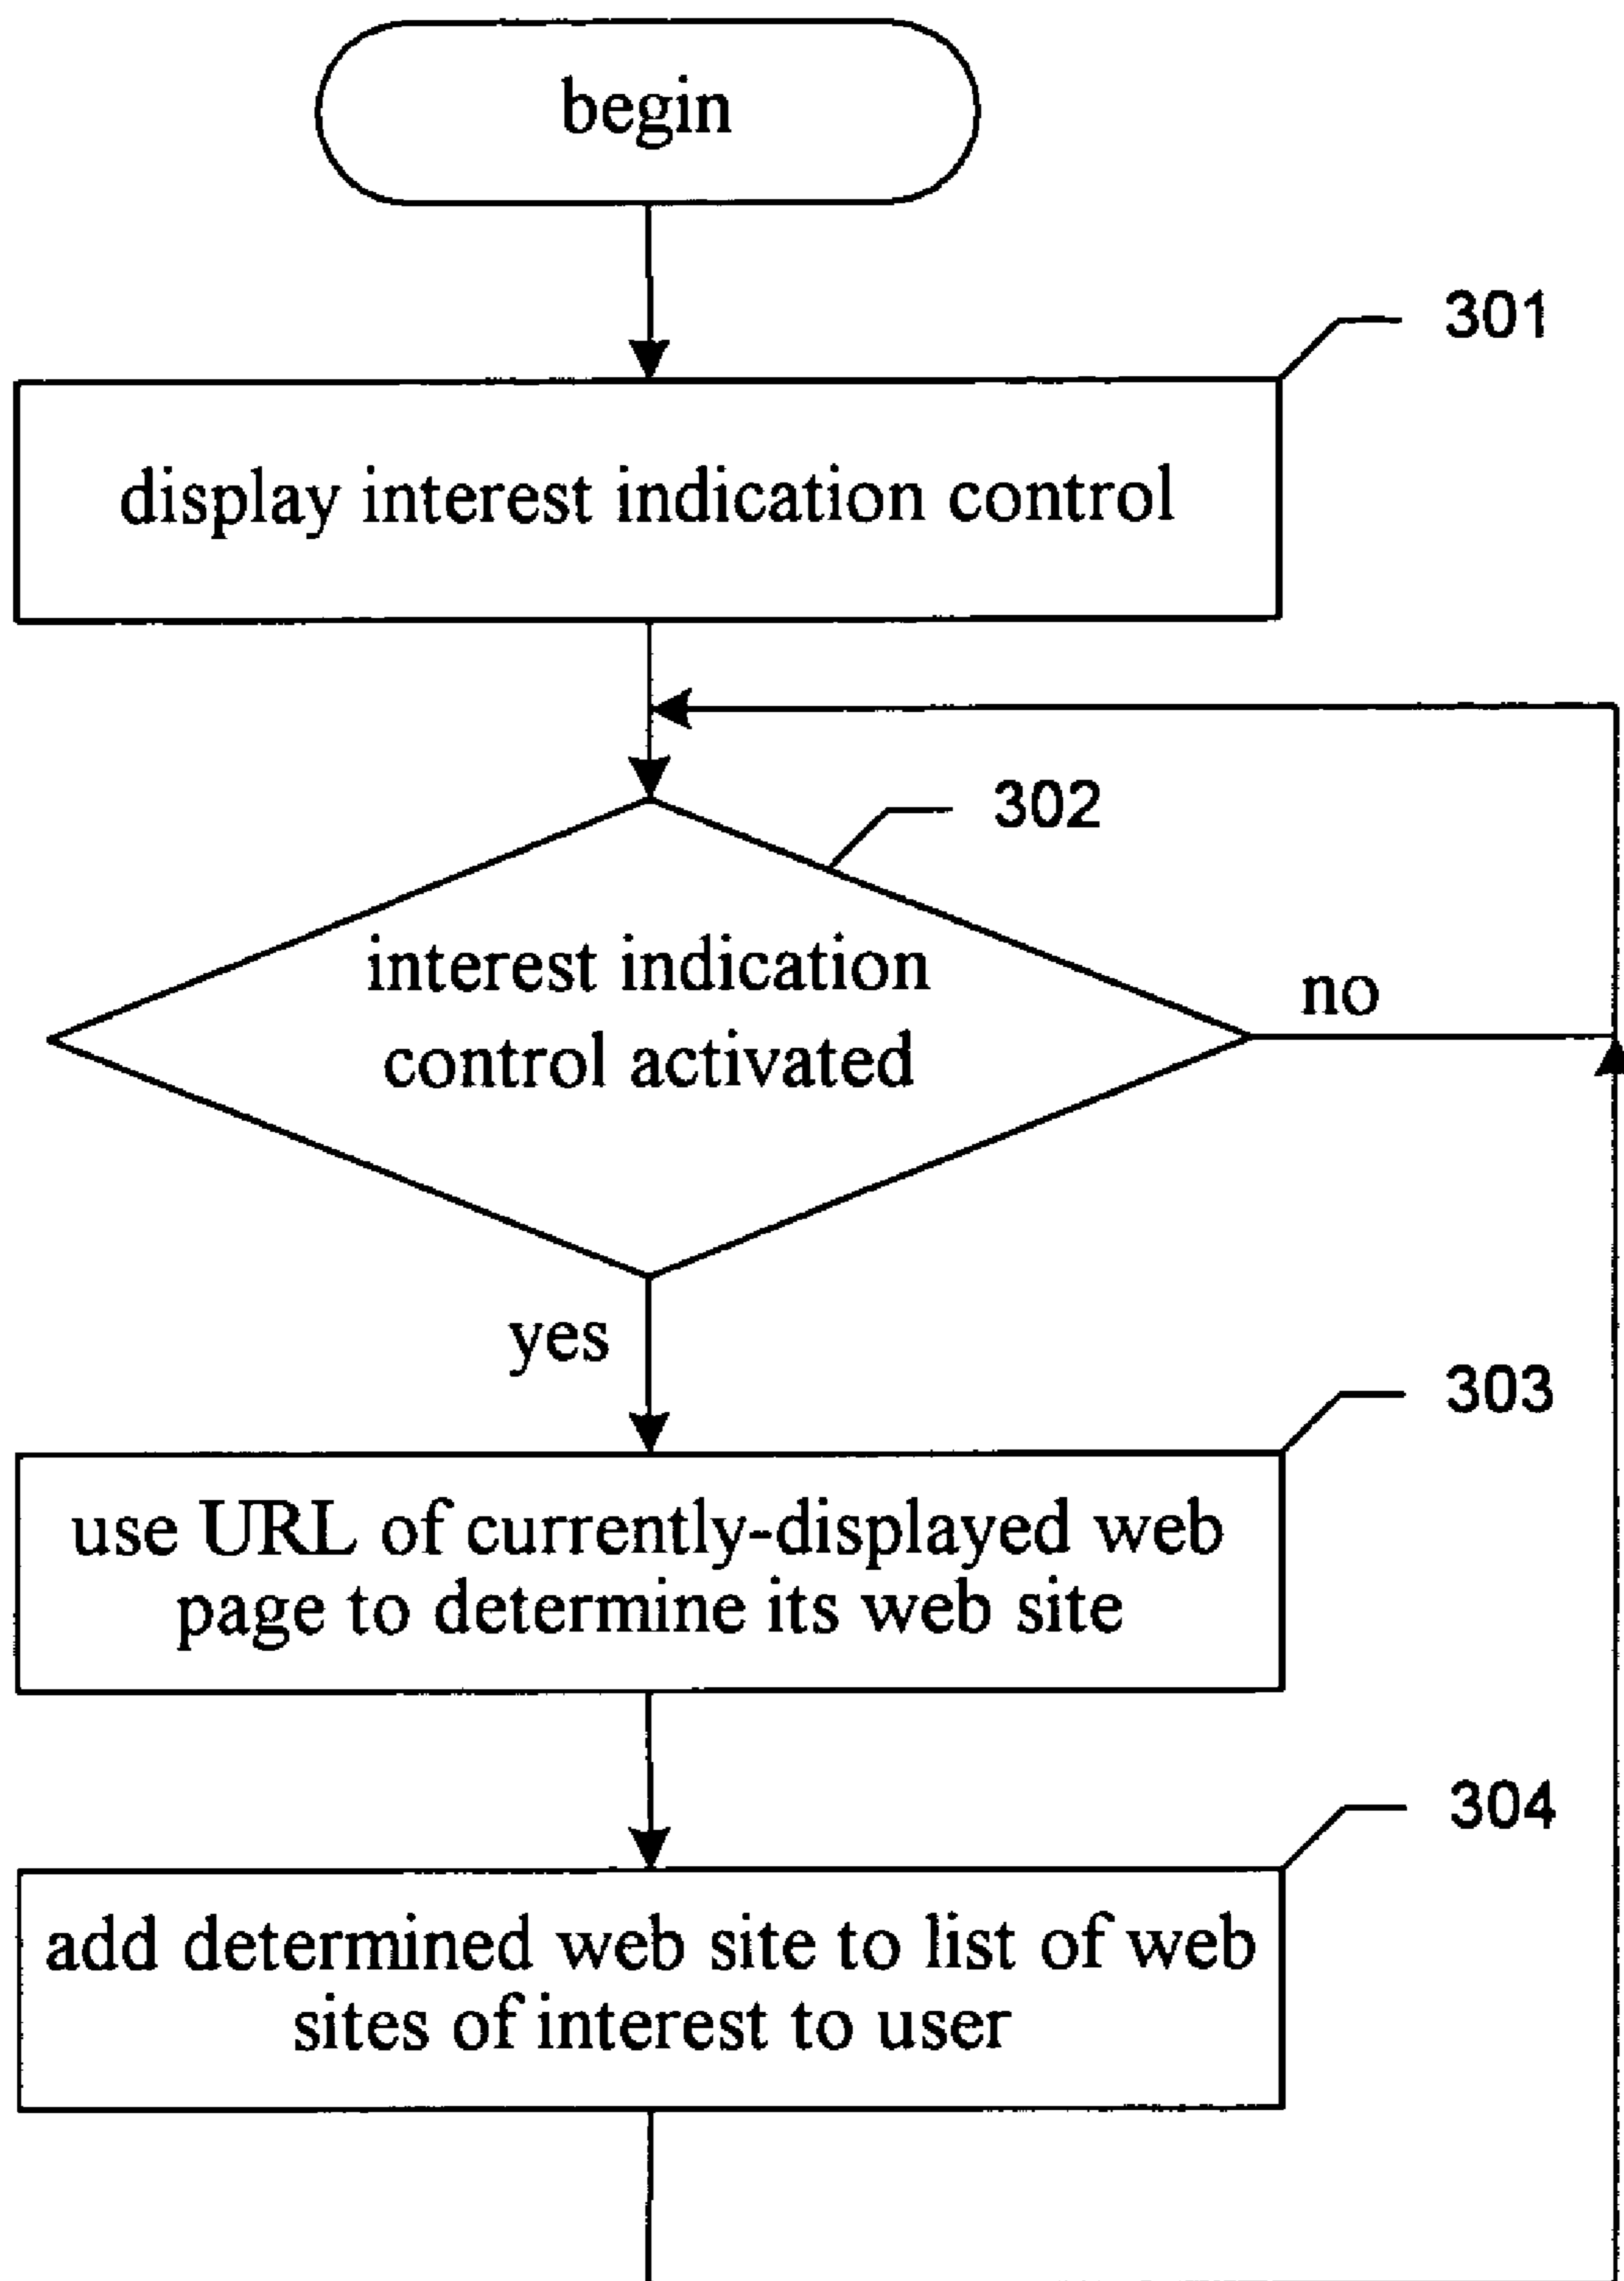 begin
301
display interest indication control
302
interest indication
control activated
no
yes
303
use URL of currently-displayed web
page to determine its web site
304
add determined web site to list of web
sites of interest to user